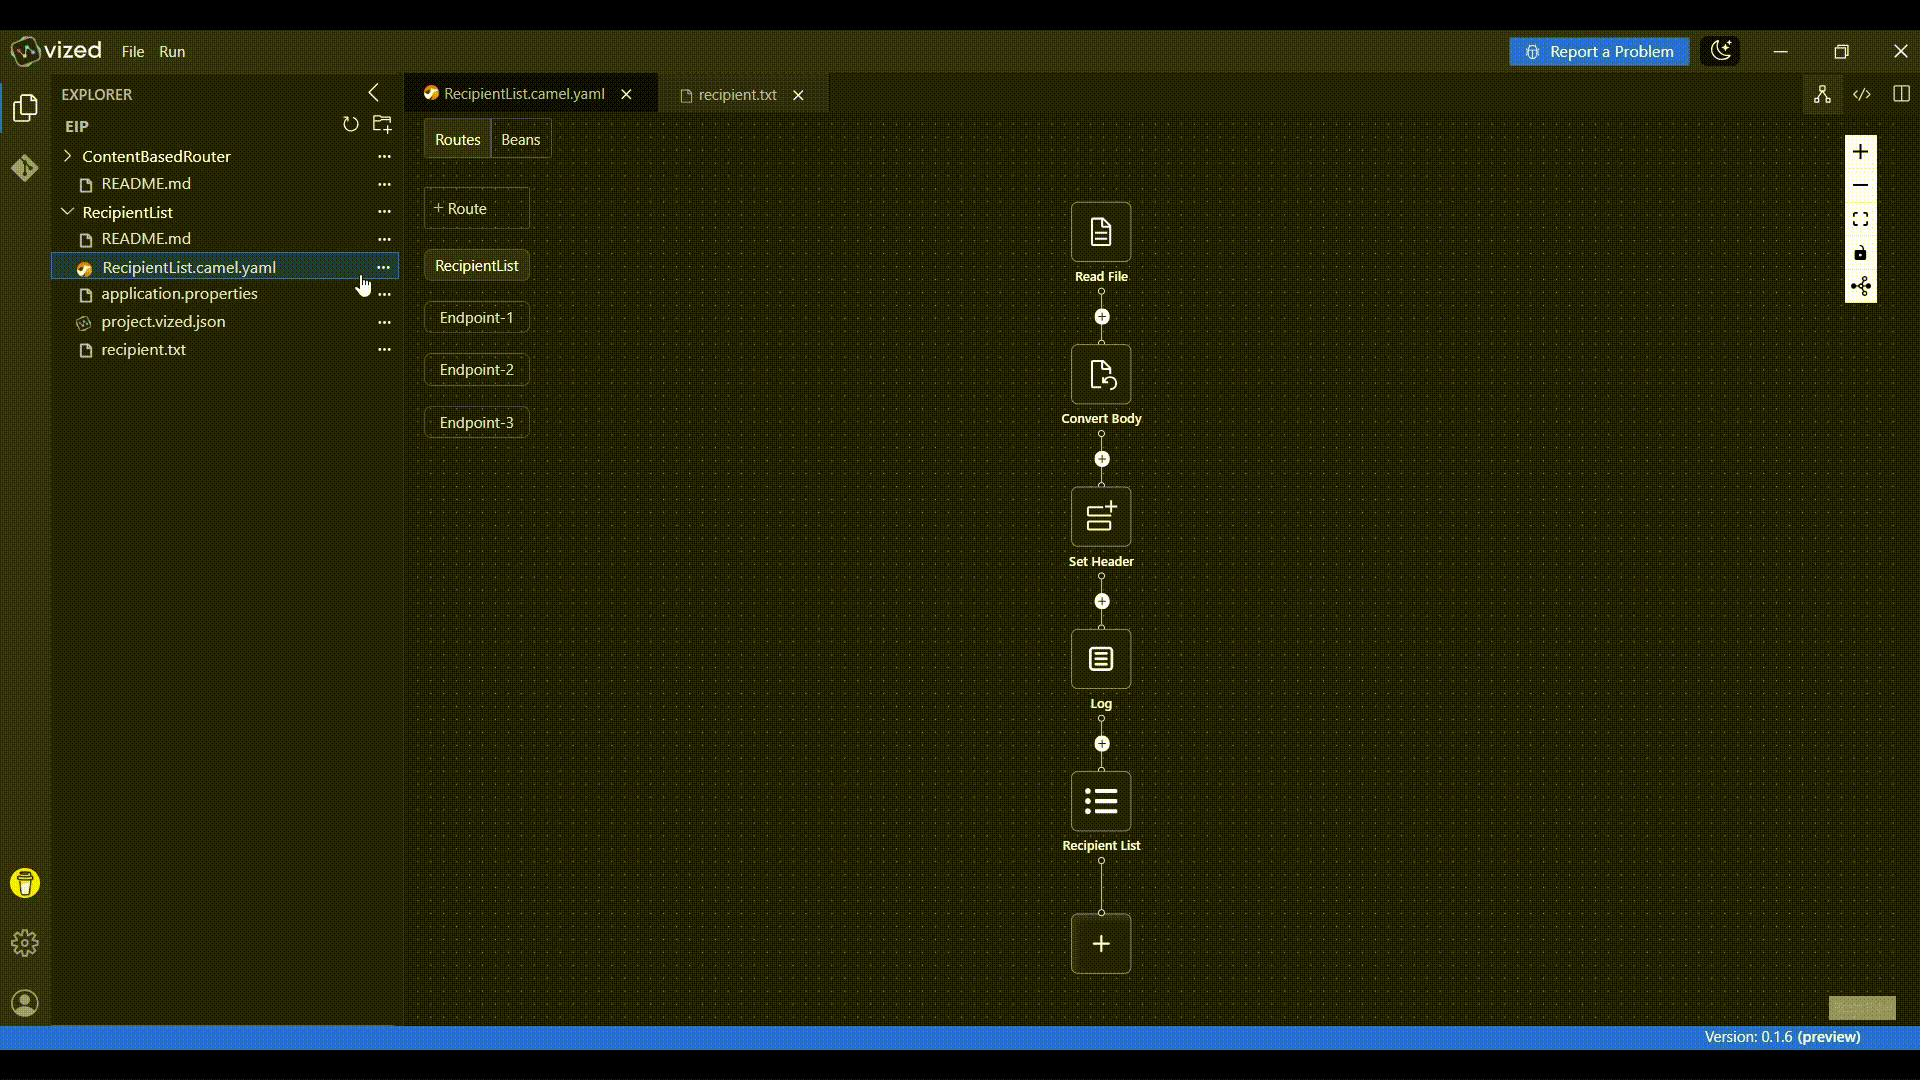 vized File Run Report a Problem
EXPLORER
EIP
ContentBasedRouter ...
README.md ...
RecipientList ...
README.md ...
RecipientList.camel.yaml ...
application.properties ...
project.vized.json ...
recipient.txt ...
RecipientList.camel.yaml recipient.txt
Routes Beans
+ Route
RecipientList
Endpoint-1
Endpoint-2
Endpoint-3
Read File
Convert Body
Set Header
Log
Recipient List
Version: 0.1.6 (preview)